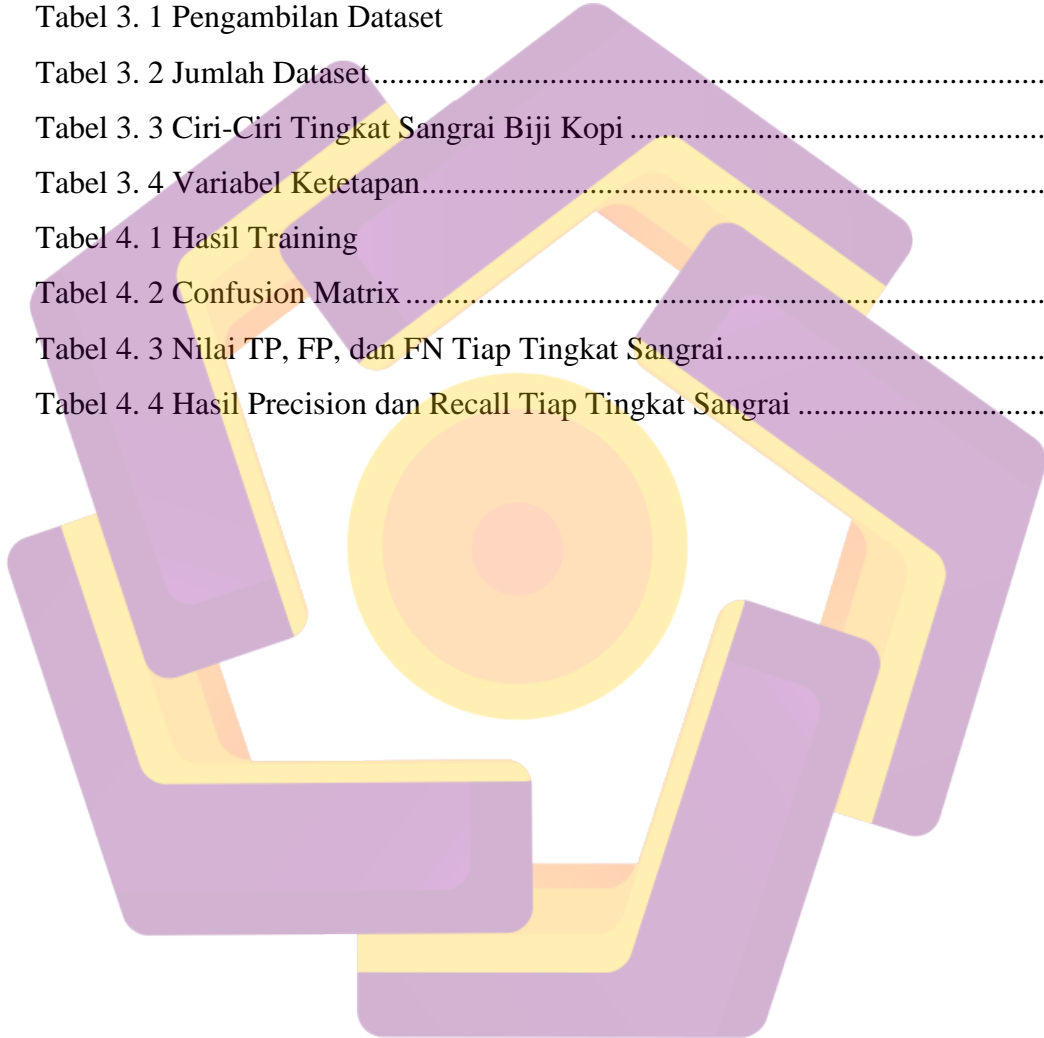 Tabel 3. 1 Pengambilan Dataset
Tabel 3. 2 Jumlah Dataset....................................................................................
Tabel 3. 3 Ciri-Ciri Tingkat Sangrai Biji Kopi....................................................
Tabel 3. 4 Variabel Ketetapan..............................................................................
Tabel 4. 1 Hasil Training
Tabel 4. 2 Confusion Matrix................................................................................
Tabel 4. 3 Nilai TP, FP, dan FN Tiap Tingkat Sangrai........................................
Tabel 4. 4 Hasil Precision dan Recall Tiap Tingkat Sangrai...............................